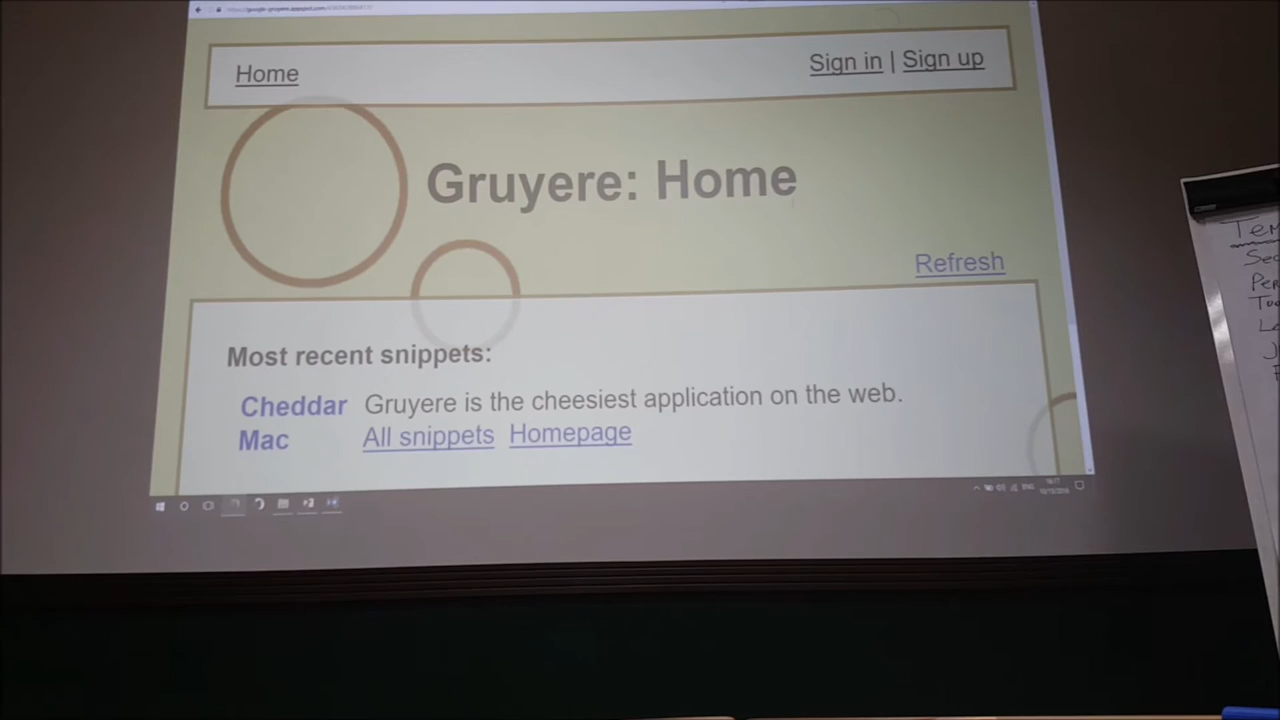 Home
Sign in | Sign up
Gruyere: Home
Refresh
Most recent snippets:
Cheddar Gruyere is the cheesiest application on the web.
Mac All snippets Homepage
ENG